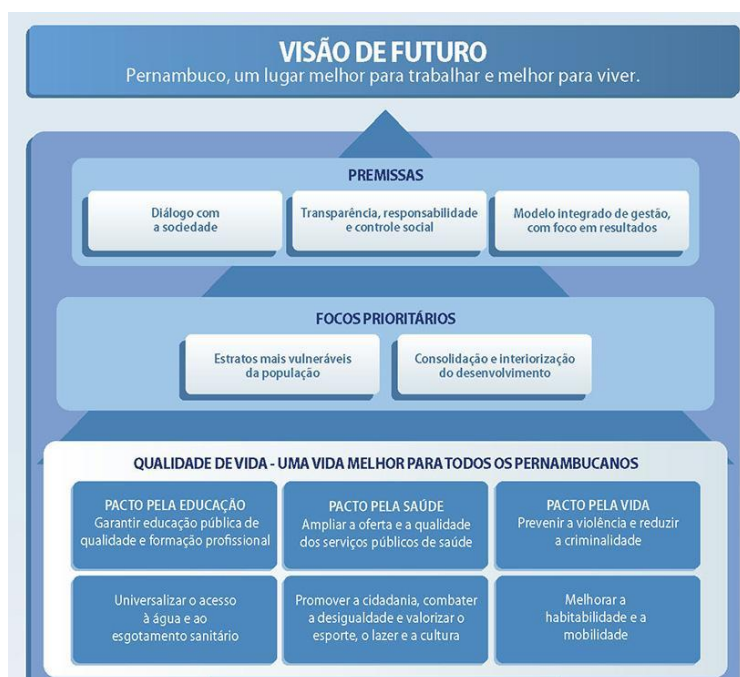 VISÃO DE FUTURO
Pernambuco, um lugar melhor para trabalhar e melhor para viver.
PREMISSAS
Diálogo com
a sociedade
Transparência, responsabilidade
e controle social
Modelo integrado de gestão,
com foco em resultados
FOCOS PRIORITÁRIOS
Estratos mais vulneráveis
da população
Consolidação e interiorização
do desenvolvimento
QUALIDADE DE VIDA - UMA VIDA MELHOR PARA TODOS OS PERNAMBUCANOS
PACTO PELA EDUCAÇÃO
Garantir educação pública de
qualidade e formação profissional
PACTO PELA SAÚDE
Ampliar a oferta e a qualidade
dos serviços públicos de saúde
PACTO PELA VIDA
Prevenir a violência e reduzir
a criminalidade
Universalizar o acesso
à água e ao
esgotamento sanitário
Promover a cidadania, combater
a desigualdade e valorizar o
esporte, o lazer e a cultura
Melhorar a
habitabilidade e a
mobilidade